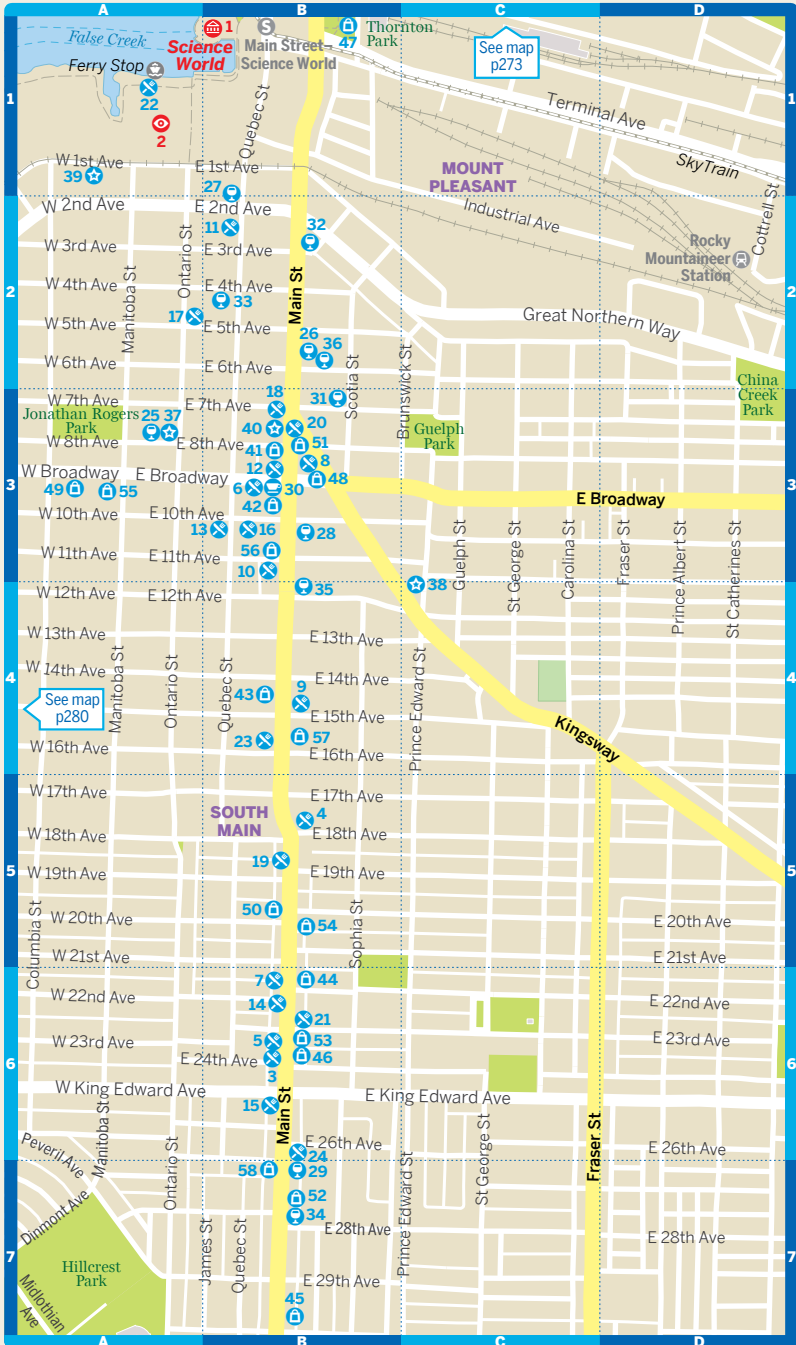 A
B
C
D
False Creek
1
Science
World
S
Main Street–
Science World
47
Thornton
Park
See map
p273
Ferry Stop
1
1
22
2
Quebec St
Terminal Ave
SkyTrain
W 1st Ave
E 1st Ave
39
27
MOUNT
PLEASANT
Cottrell St
W 2nd Ave
E 2nd Ave
Industrial Ave
11
32
W 3rd Ave
E 3rd Ave
Ontario St
Rocky
Mountaineer
Station
Manitoba St
Main St
2
2
W 4th Ave
E 4th Ave
33
17
W 5th Ave
E 5th Ave
Great Northern Way
26
36
W 6th Ave
E 6th Ave
Scotia St
Brunswick St
China
Creek
Park
W 7th Ave
E 7th Ave
18
31
Jonathan Rogers
Park
25
37
40
20
Guelph
Park
W 8th Ave
E 8th Ave
51
41
8
W Broadway
E Broadway
12
48
3
3
49
55
6
30
E Broadway
42
W 10th Ave
E 10th Ave
13
16
28
Guelph St
St George St
Carolina St
Fraser St
Prince Albert St
St Catherines St
W 11th Ave
E 11th Ave
56
10
W 12th Ave
E 12th Ave
35
38
W 13th Ave
E 13th Ave
W 14th Ave
E 14th Ave
Manitoba St
Ontario St
Quebec St
Prince Edward St
4
4
See map
p280
43
9
E 15th Ave
23
57
W 16th Ave
E 16th Ave
Kingsway
W 17th Ave
E 17th Ave
SOUTH
MAIN
4
W 18th Ave
E 18th Ave
19
5
5
W 19th Ave
E 19th Ave
50
W 20th Ave
54
E 20th Ave
Columbia St
Sophia St
W 21st Ave
E 21st Ave
7
44
W 22nd Ave
14
E 22nd Ave
21
W 23rd Ave
5
53
E 23rd Ave
E 24th Ave
46
3
6
6
W King Edward Ave
E King Edward Ave
15
Main St
Manitoba St
Ontario St
Prince Edward St
St George St
Fraser St
Peveril Ave
E 26th Ave
E 26th Ave
24
58
29
Dinmont Ave
52
34
E 28th Ave
E 28th Ave
James St
Quebec St
7
7
Hillcrest
Park
E 29th Ave
Midlothian
Ave
45
A
B
C
D